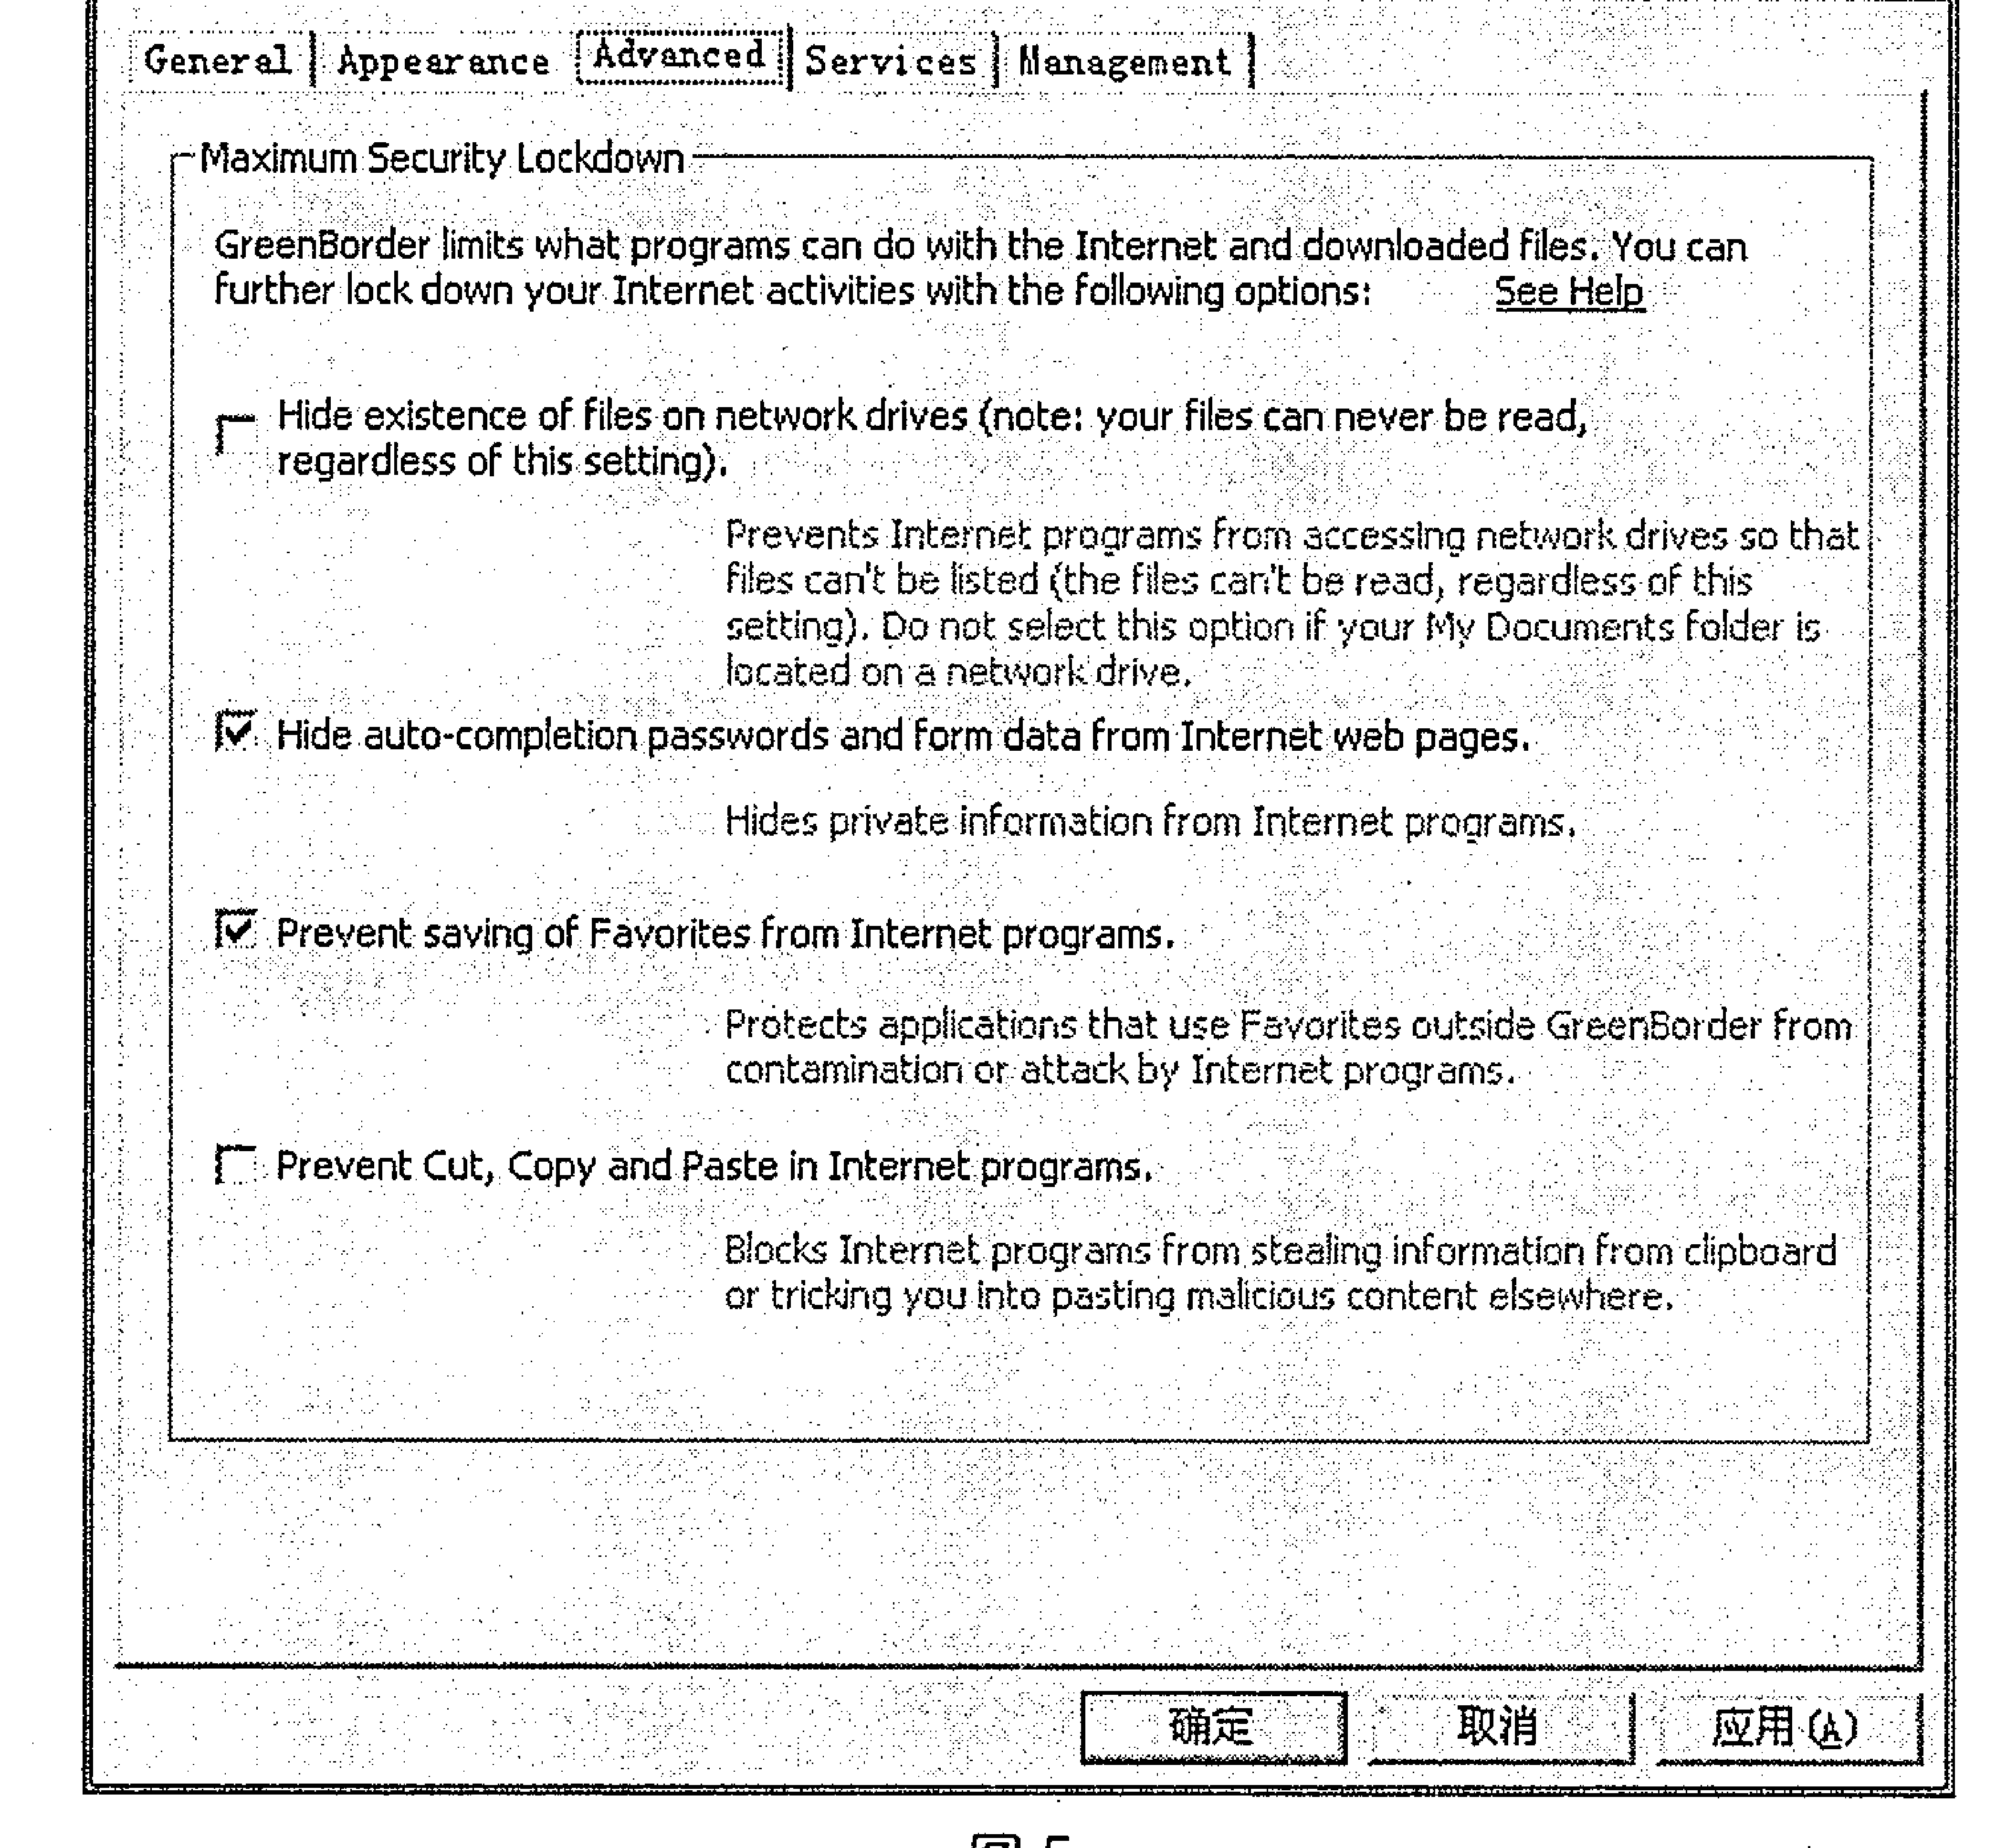 General Appearance Advanced Services Management
Maximum Security Lockdown
GreenBorder limits what programs can do with the Internet and downloaded files. You can
further lock down your Internet activities with the following options: See Help
Hide existence of files on network drives (note: your files can never be read,
regardless of this setting).
Prevents Internet programs from accessing network drives so that
files can't be listed (the files can't be read, regardless of this
setting). Do not select this option if your My Documents folder is
located on a network drive.
Hide auto-completion passwords and form data from Internet web pages.
Hides private information from Internet programs.
Prevent saving of Favorites from Internet programs.
Protects applications that use Favorites outside GreenBorder from
contamination or attack by Internet programs.
Prevent Cut, Copy and Paste in Internet programs.
Blocks Internet programs from stealing information from clipboard
or tricking you into pasting malicious content elsewhere.
确定 取消 应用(A)